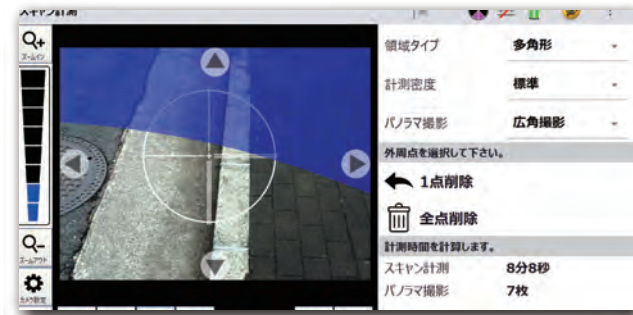 スキャン計測
ズームイン
領域タイプ 多角形
計測密度 標準
パノラマ撮影 広角撮影
外周点を選択して下さい。
1点削除
全点削除
計測時間を計算します。
スキャン計測 8分8秒
パノラマ撮影 7枚
ズームアウト
カメラ設定